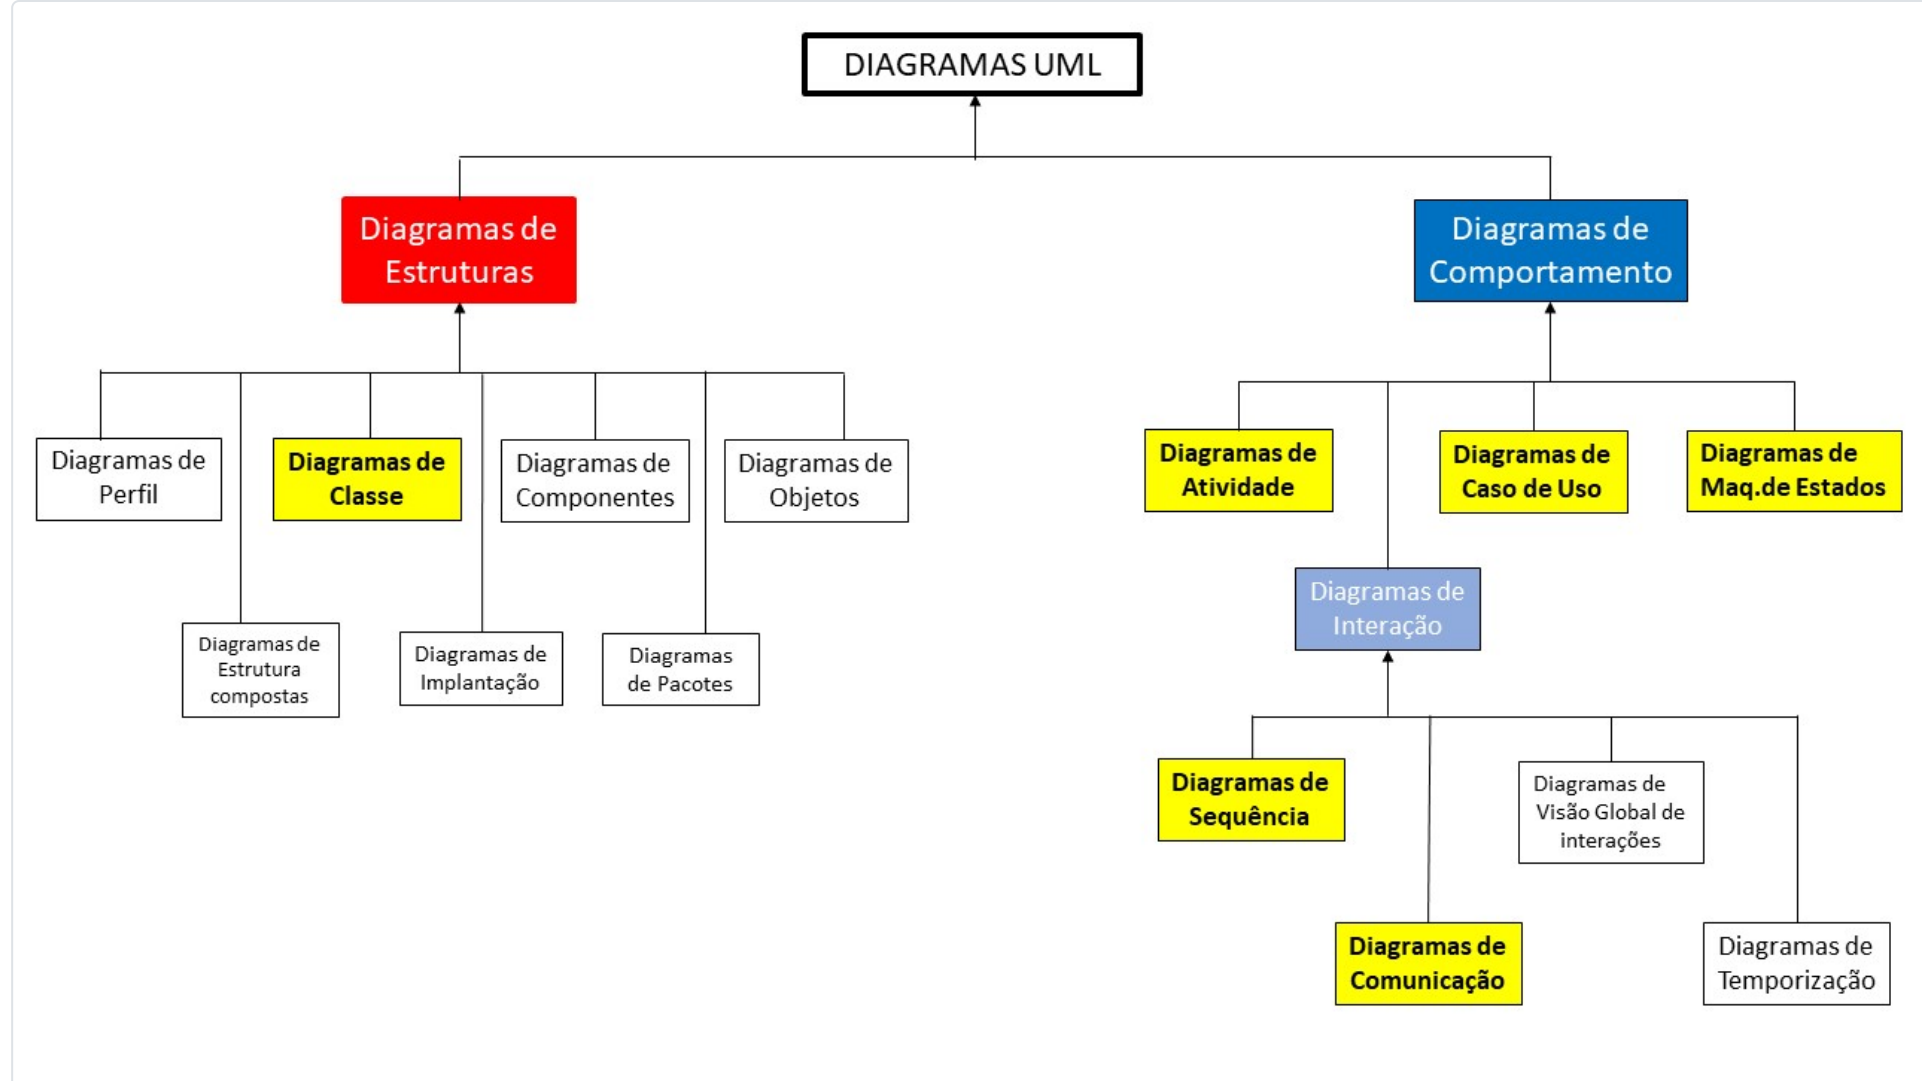 DIAGRAMAS UML
Diagramas de
Estruturas
Diagramas de
Comportamento
Diagramas de
Perfil
Diagramas de
Classe
Diagramas de
Componentes
Diagramas de
Objetos
Diagramas de
Estrutura
compostas
Diagramas de
Implantação
Diagramas
de Pacotes
Diagramas de
Atividade
Diagramas de
Caso de Uso
Diagramas de
Maq.de Estados
Diagramas de
Interação
Diagramas de
Sequência
Diagramas de
Visão Global de
interações
Diagramas de
Comunicação
Diagramas de
Temporização